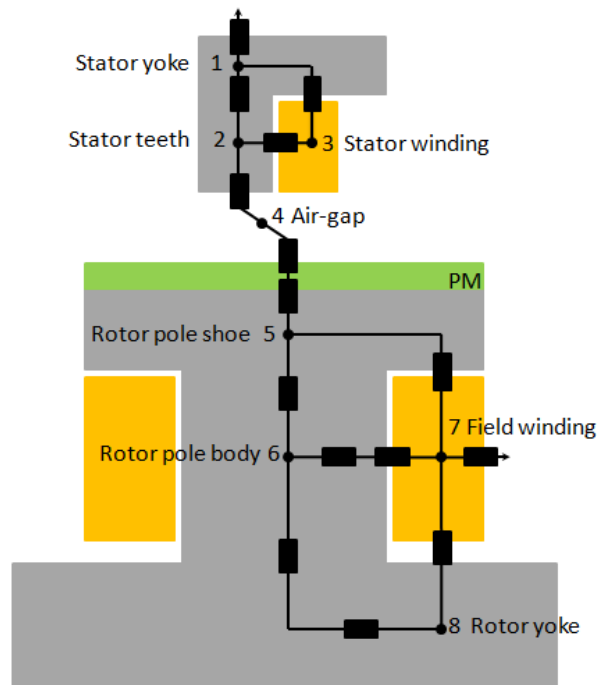 Stator yoke 1
Stator teeth 2
3 Stator winding
4 Air-gap
PM
Rotor pole shoe 5
7 Field winding
Rotor pole body 6
8 Rotor yoke